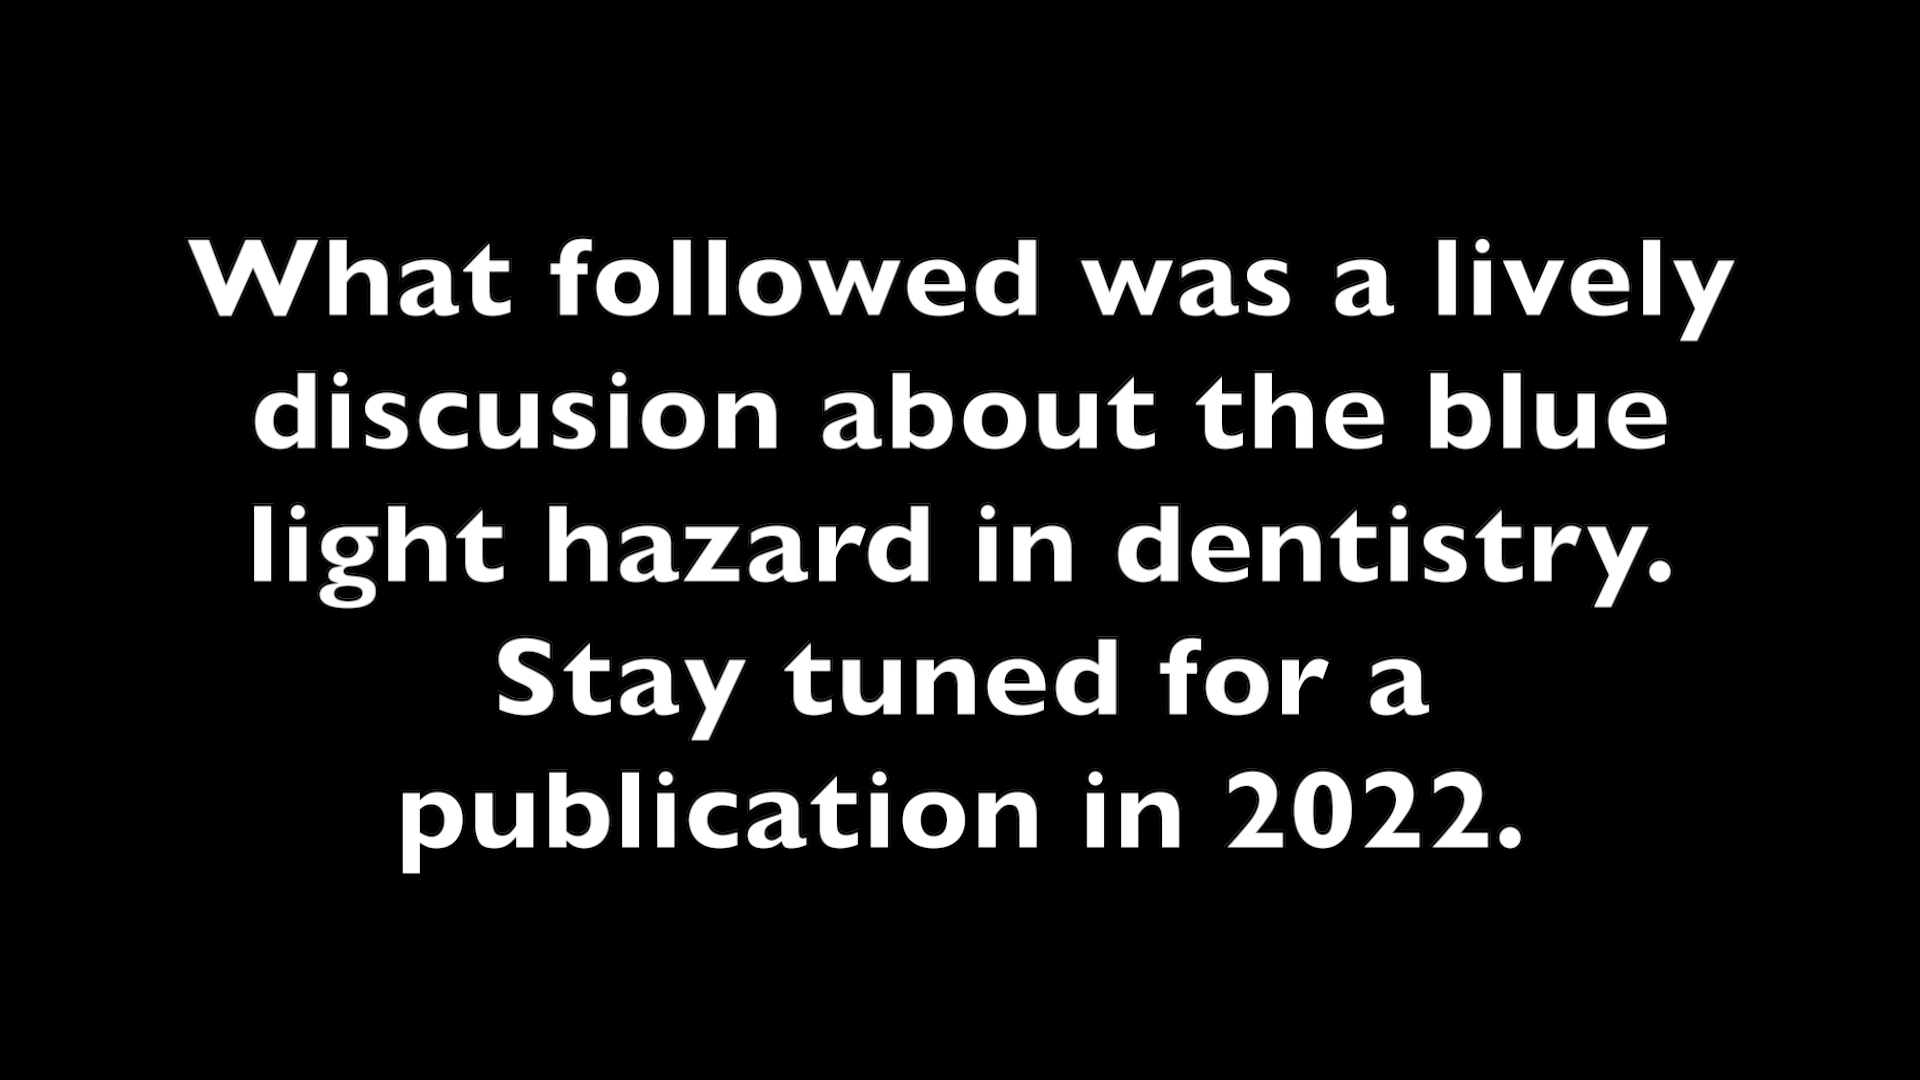 What followed was a lively
discusion about the blue
light hazard in dentistry.
Stay tuned for a
publication in 2022.